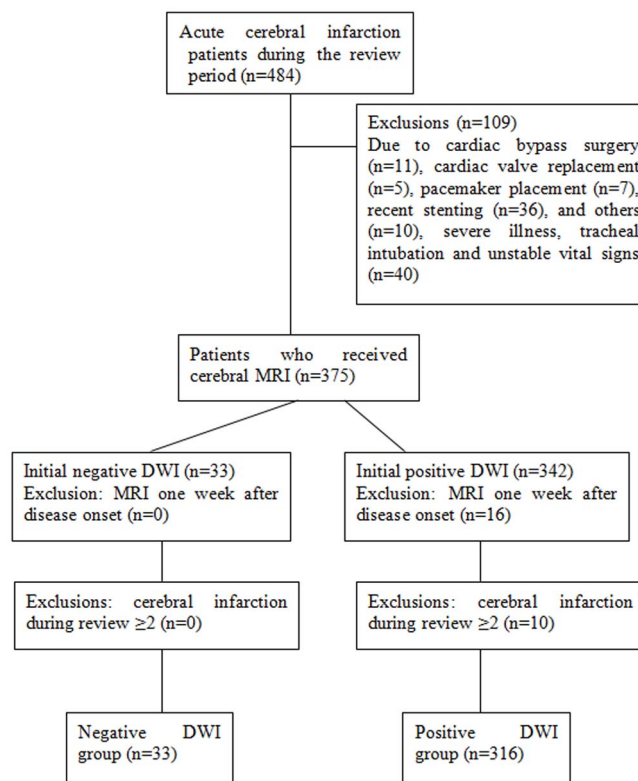 Acute cerebral infarction
patients during the review
period (n=484)
Exclusions (n=109)
Due to cardiac bypass surgery
(n=11), cardiac valve replacement
(n=5), pacemaker placement (n=7),
recent stenting (n=36), and others
(n=10), severe illness, tracheal
intubation and unstable vital signs
(n=40)
Patients who received
cerebral MRI (n=375)
Initial negative DWI (n=33)
Exclusion: MRI one week after
disease onset (n=0)
Initial positive DWI (n=342)
Exclusion: MRI one week after
disease onset (n=16)
Exclusions: cerebral infarction
during review ≥2 (n=0)
Exclusions: cerebral infarction
during review ≥2 (n=10)
Negative DWI
group (n=33)
Positive DWI
group (n=316)